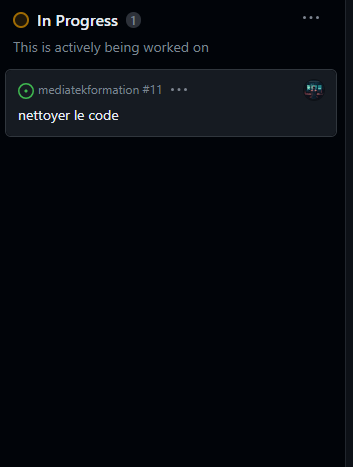 In Progress 1
This is actively being worked on
mediatekformation #11
nettoyer le code